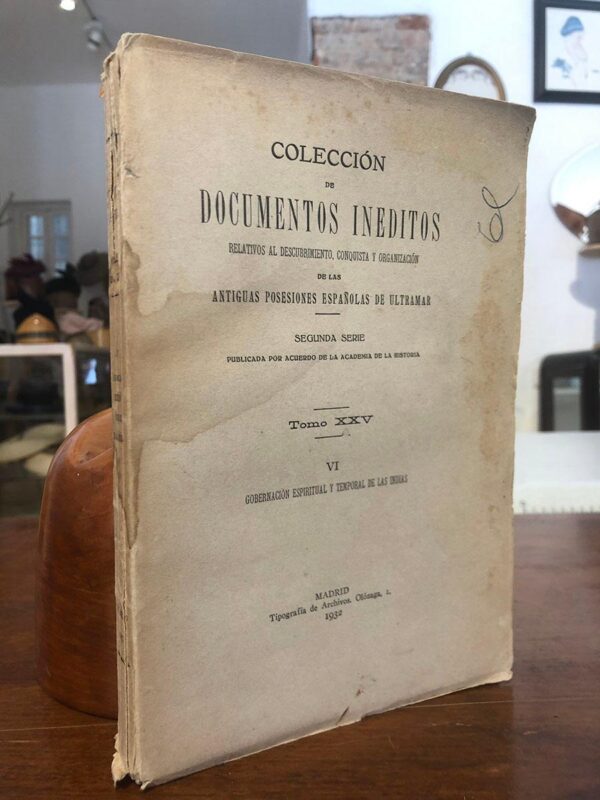 COLECCIÓN
DE
DOCUMENTOS INEDITOS
RELATIVOS AL DESCUBRIMIENTO, CONQUISTA Y ORGANIZACIÓN
DE LAS
ANTIGUAS POSESIONES ESPAÑOLAS DE ULTRAMAR
SEGUNDA SERIE
PUBLICADA POR ACUERDO DE LA ACADEMIA DE LA HISTORIA
Tomo XXV
VI
GOBERNACIÓN ESPIRITUAL Y TEMPORAL DE LAS INDIAS
MADRID
Tipografía de Archivos. Olózaga, 1.
1932